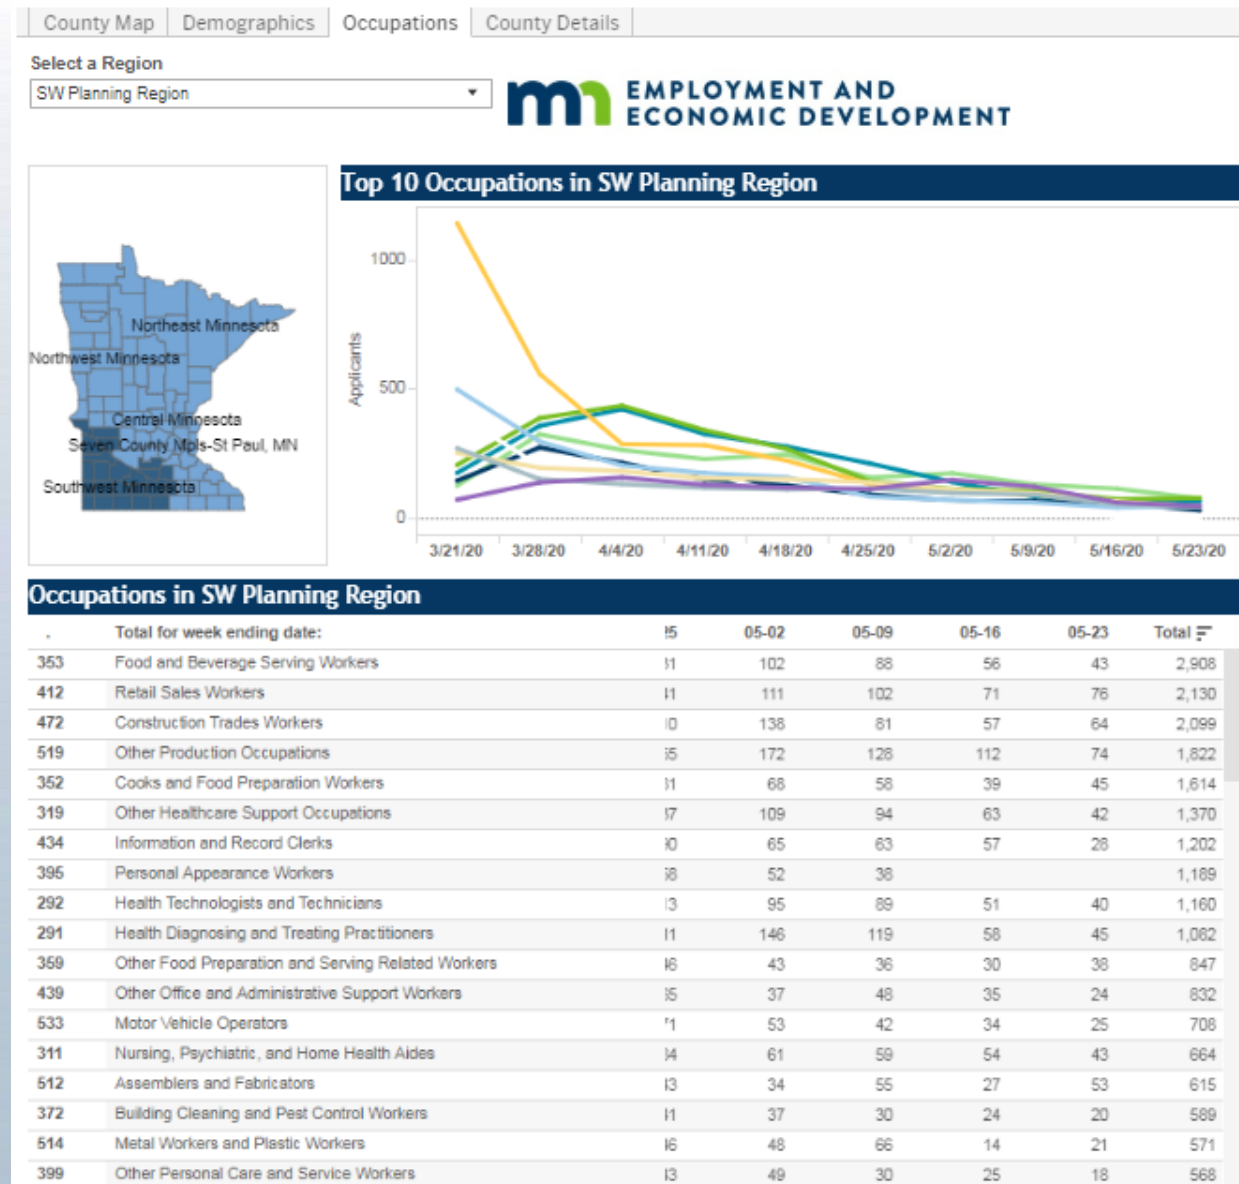 County Map Demographics Occupations County Details
Select a Region
SW Planning Region
mn EMPLOYMENT AND
ECONOMIC DEVELOPMENT
Top 10 Occupations in SW Planning Region
Northeast Minnesota
Northwest Minnesota
Central Minnesota
Seven County Mpls-St Paul, MN
Southwest Minnesota
Applicants
1000
500
0
3/21/20 3/28/20 4/4/20 4/11/20 4/18/20 4/25/20 5/2/20 5/9/20 5/16/20 5/23/20
Occupations in SW Planning Region
. Total for week ending date: 05-02 05-09 05-16 05-23 Total
353 Food and Beverage Serving Workers 102 88 56 43 2,908
412 Retail Sales Workers 111 102 71 76 2,130
472 Construction Trades Workers 138 81 57 64 2,099
519 Other Production Occupations 172 128 112 74 1,822
352 Cooks and Food Preparation Workers 68 58 39 45 1,614
319 Other Healthcare Support Occupations 109 94 63 42 1,370
434 Information and Record Clerks 65 63 57 28 1,202
395 Personal Appearance Workers 52 38 1,189
292 Health Technologists and Technicians 95 89 51 40 1,160
291 Health Diagnosing and Treating Practitioners 146 119 58 45 1,082
359 Other Food Preparation and Serving Related Workers 43 36 30 38 847
439 Other Office and Administrative Support Workers 37 48 35 24 832
533 Motor Vehicle Operators 53 42 34 25 708
311 Nursing, Psychiatric, and Home Health Aides 61 59 54 43 664
512 Assemblers and Fabricators 34 55 27 53 615
372 Building Cleaning and Pest Control Workers 37 30 24 20 589
514 Metal Workers and Plastic Workers 48 66 14 21 571
399 Other Personal Care and Service Workers 49 30 25 18 568